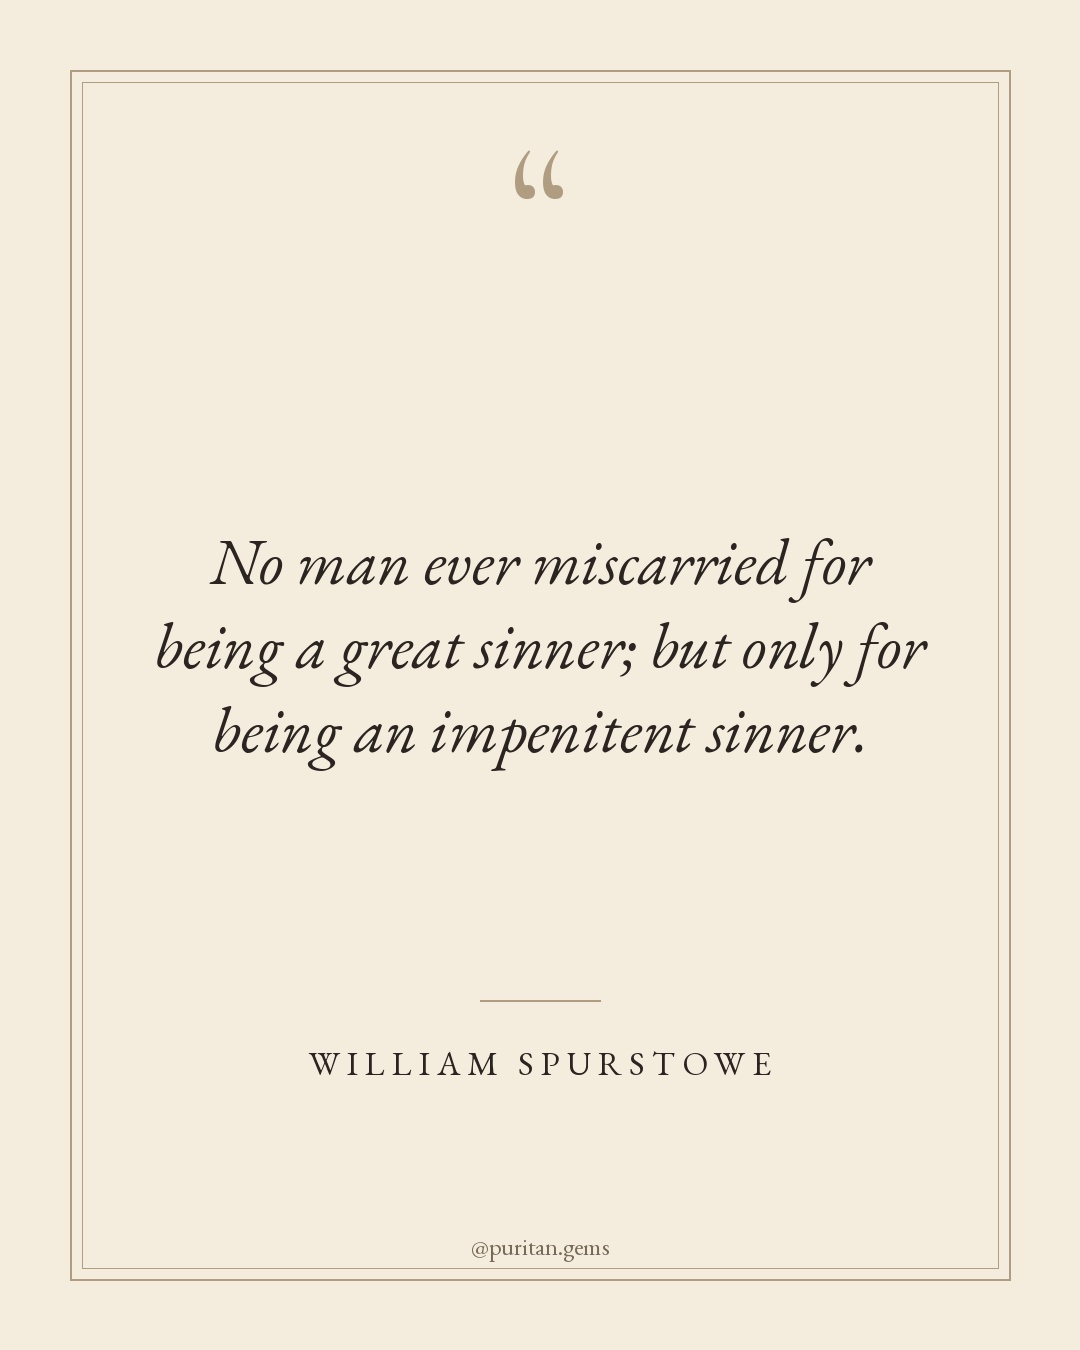 “
No man ever miscarried for
being a great sinner; but only for
being an impenitent sinner.
WILLIAM SPURSTOWE
@puritan.gems